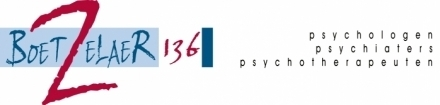 BOETZELAER 136
psychologen
psychiaters
psychotherapeuten